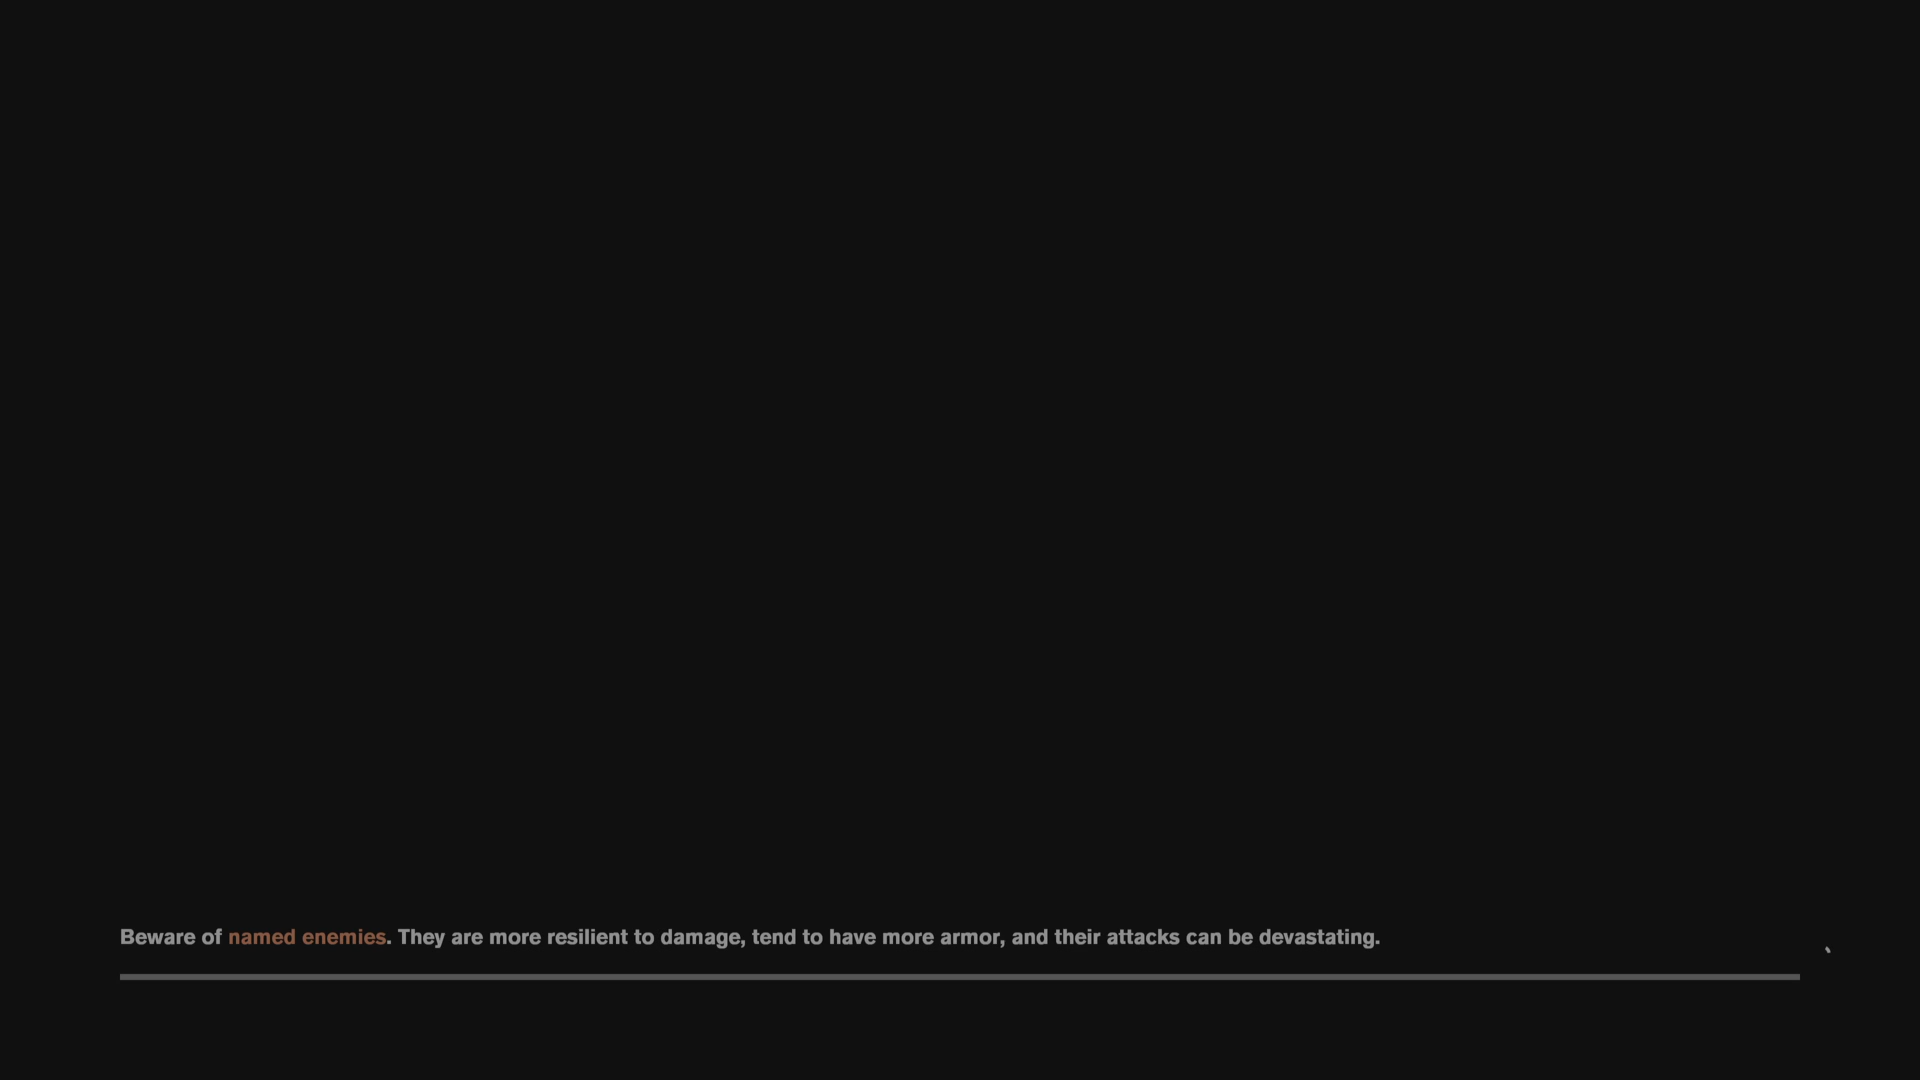 Beware of named enemies. They are more resilient to damage, tend to have more armor, and their attacks can be devastating.